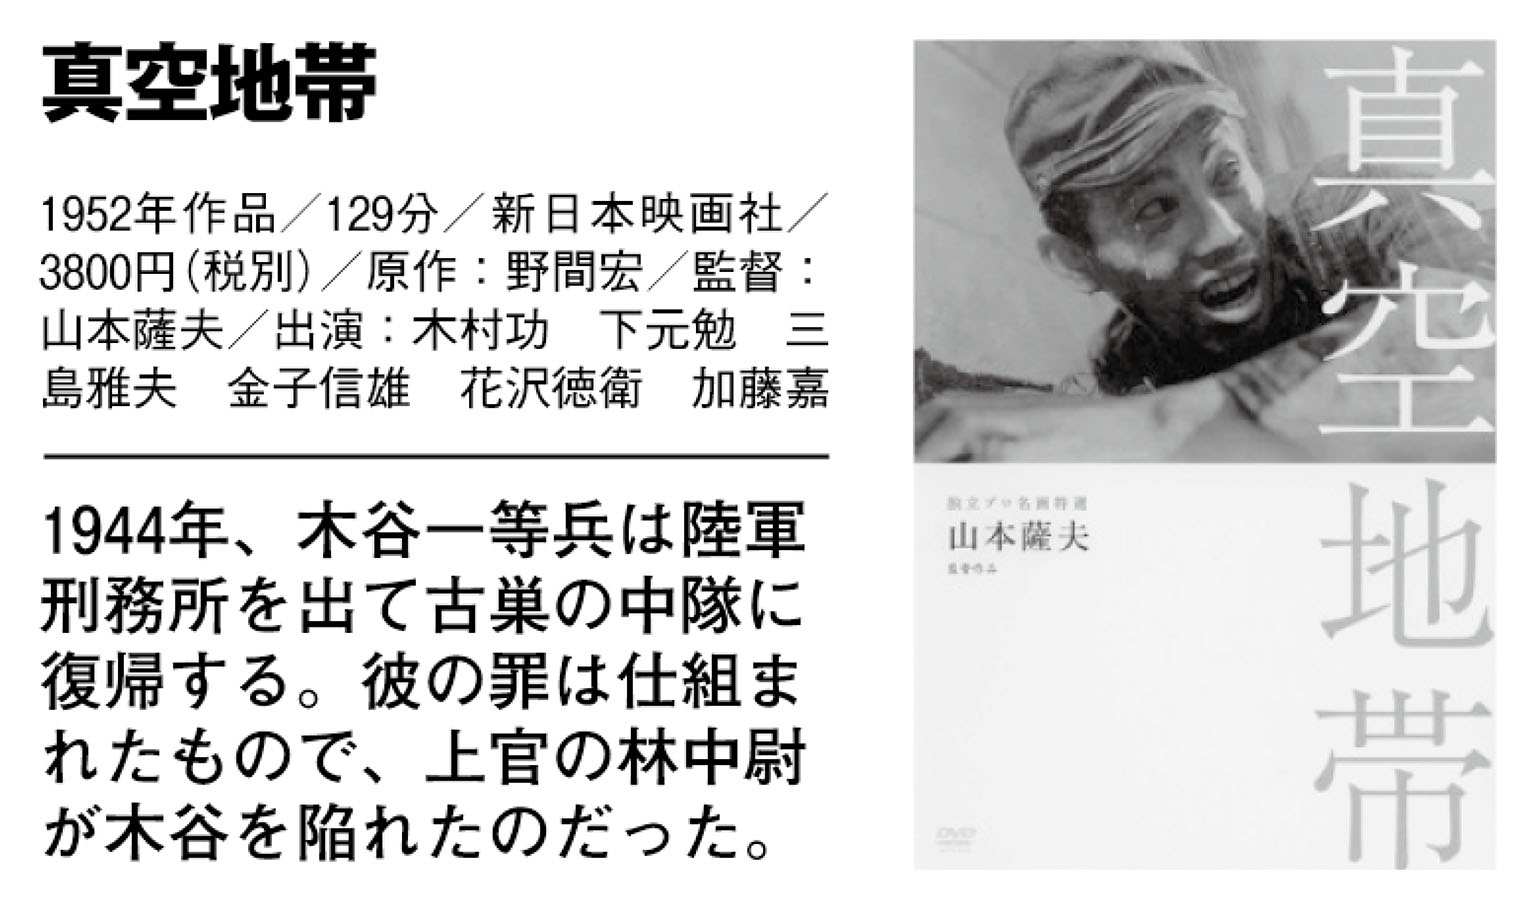 真空地帯
1952年作品／129分／新日本映画社／
3800円（税別）／原作：野間宏／監督：
山本薩夫／出演：木村功　下元勉　三
島雅夫　金子信雄　花沢徳衛　加藤嘉
1944年、木谷一等兵は陸軍
刑務所を出て古巣の中隊に
復帰する。彼の罪は仕組ま
れたもので、上官の林中尉
が木谷を陥れたのだった。
真空地帯
独立プロ名画特選
山本薩夫
監督作品
DVD